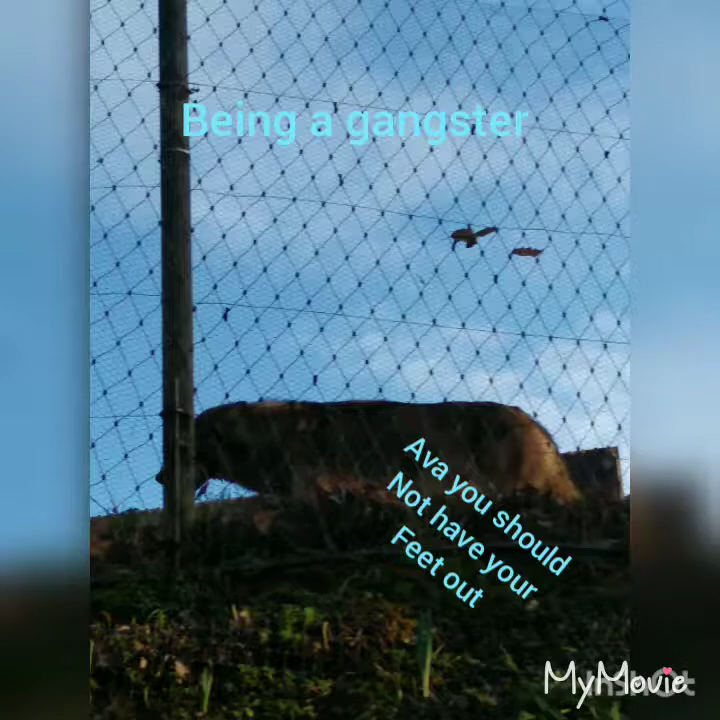 Being a gangster
Ava you should
Not have your
Feet out
MyMovie